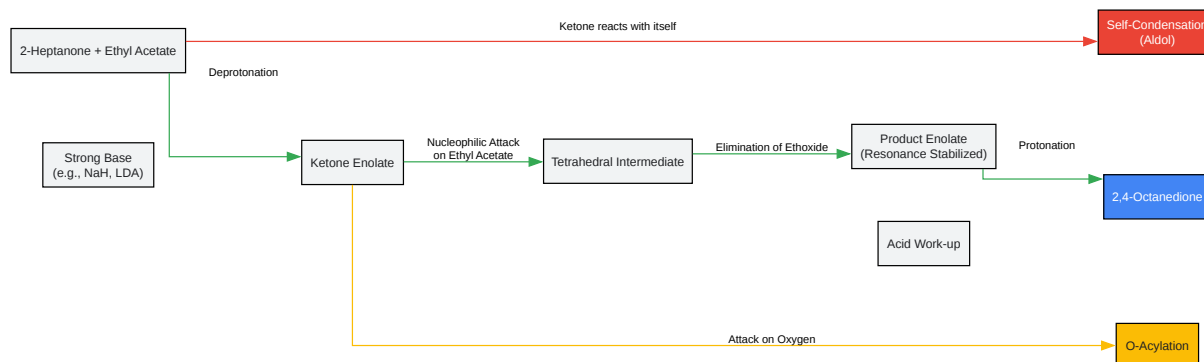 Ketone reacts with itself
Self-Condensation
(Aldol)
2-Heptanone + Ethyl Acetate
Deprotonation
Strong Base
(e.g., NaH, LDA)
Ketone Enolate
Nucleophilic Attack
on Ethyl Acetate
Tetrahedral Intermediate
Elimination of Ethoxide
Product Enolate
(Resonance Stabilized)
Protonation
2,4-Octanedione
Acid Work-up
Attack on Oxygen
O-Acylation